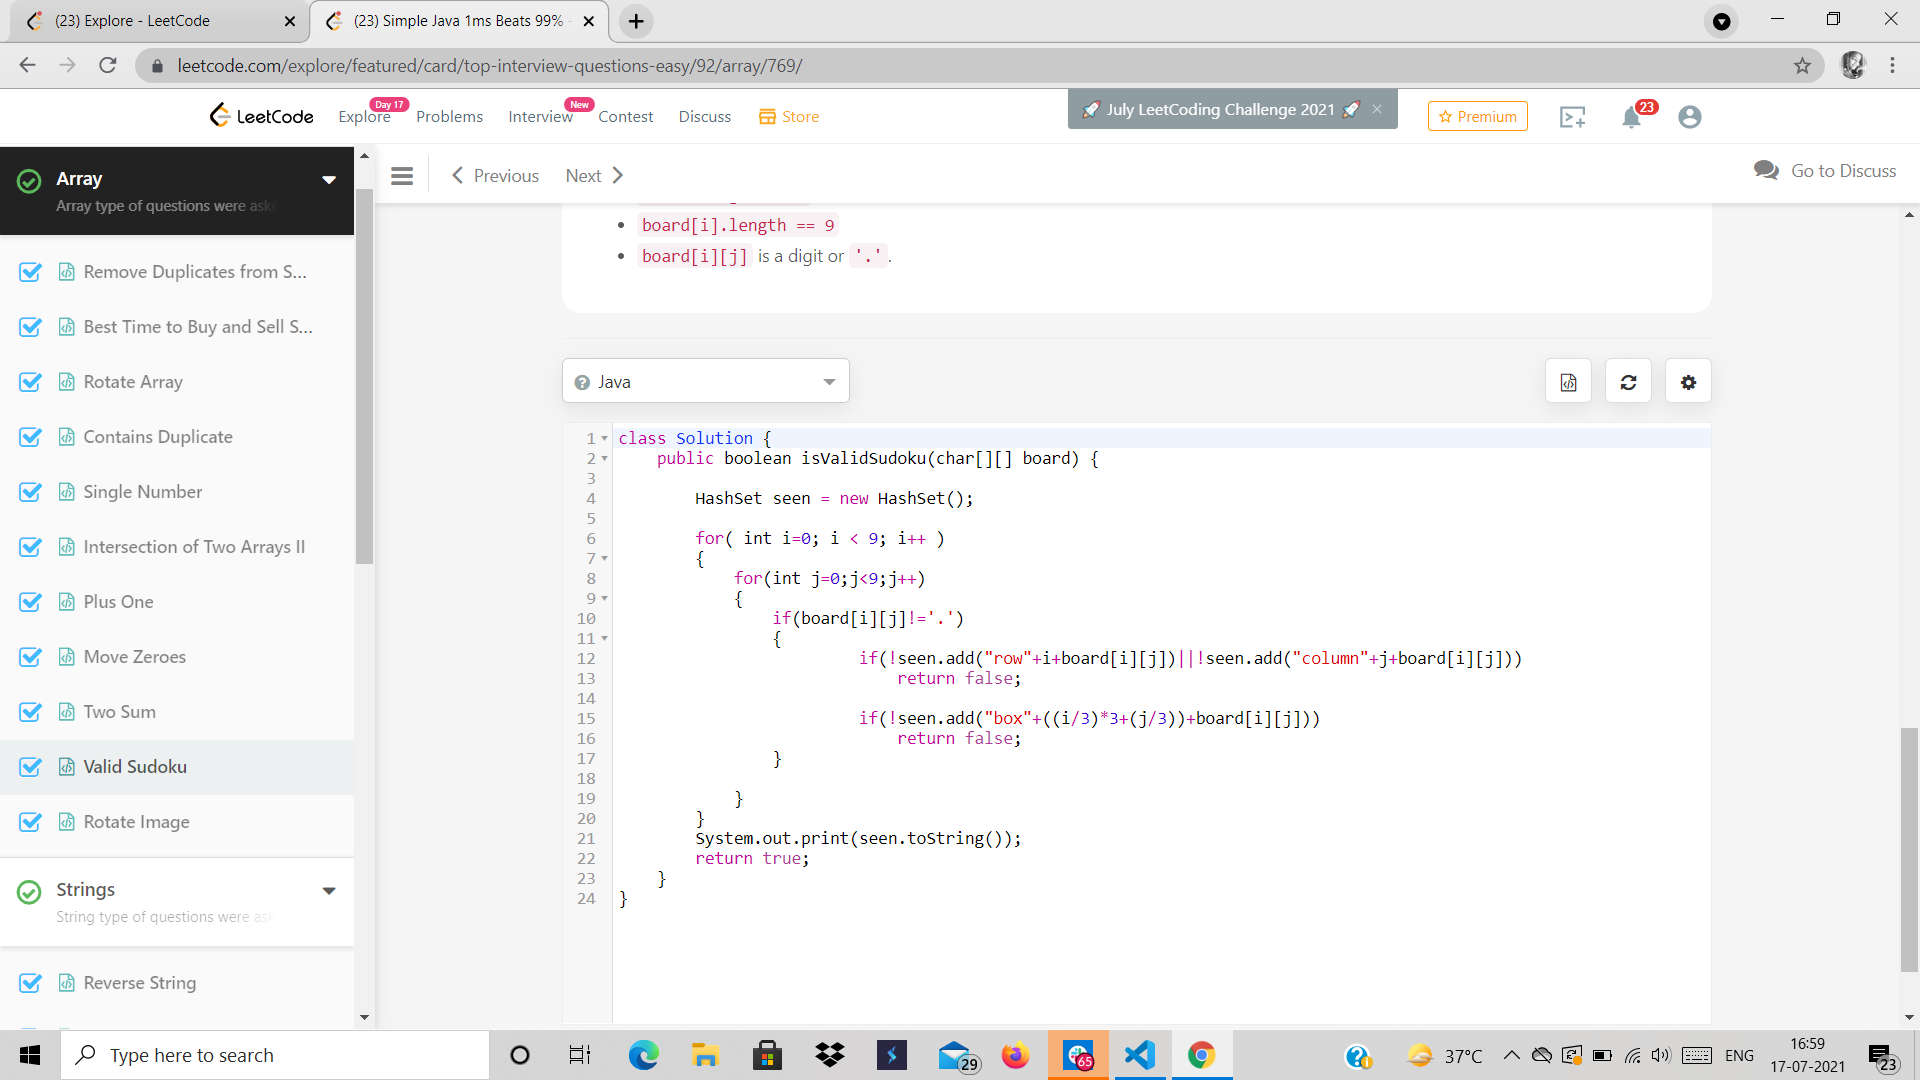 (23) Explore - LeetCode
(23) Simple Java 1ms Beats 99%
leetcode.com/explore/featured/card/top-interview-questions-easy/92/array/769/
LeetCode
Explore
Day 17
Problems
Interview
New
Contest
Discuss
Store
July LeetCoding Challenge 2021
Premium
23
Array
Array type of questions were ask
Previous
Next
Go to Discuss
Remove Duplicates from S...
Best Time to Buy and Sell S...
Rotate Array
Contains Duplicate
Single Number
Intersection of Two Arrays II
Plus One
Move Zeroes
Two Sum
Valid Sudoku
Rotate Image
Strings
String type of questions were as
Reverse String
board[i].length == 9
board[i][j] is a digit or '.'.
Java
1 class Solution {
2 public boolean isValidSudoku(char[][] board) {
3
4 HashSet seen = new HashSet();
5
6 for( int i=0; i < 9; i++ )
7 {
8 for(int j=0;j<9;j++)
9 {
10 if(board[i][j]!='.')
11 {
12 if(!seen.add("row"+i+board[i][j])||!seen.add("column"+j+board[i][j]))
13 return false;
14
15 if(!seen.add("box"+((i/3)*3+(j/3))+board[i][j]))
16 return false;
17 }
18
19 }
20 }
21 System.out.print(seen.toString());
22 return true;
23 }
24 }
Type here to search
29
65
37°C
ENG
16:59
17-07-2021
23